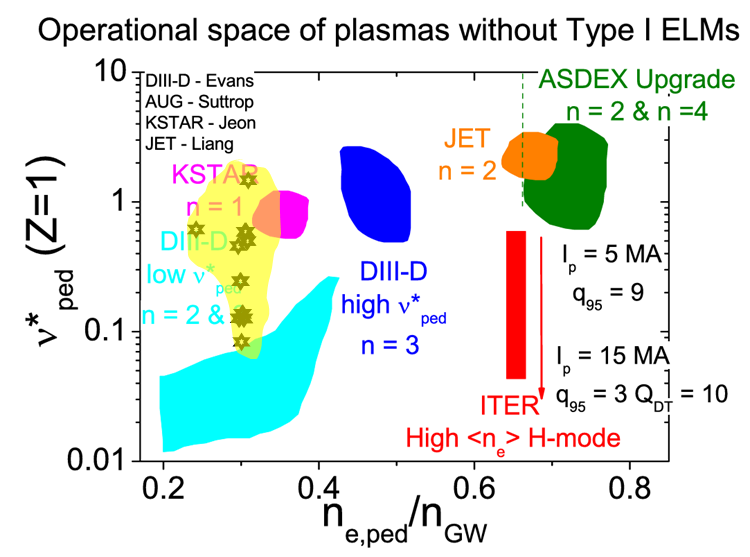 Operational space of plasmas without Type I ELMs
10
DIII-D - Evans
AUG - Suttrop
KSTAR - Jeon
JET - Liang
ASDEX Upgrade
n = 2 & n =4
JET
n = 2
KSTAR
n = 1
1
DIII-D
low ν*ped
n = 2 &
DIII-D
high ν*ped
n = 3
Ip = 5 MA
q95 = 9
0.1
Ip = 15 MA
q95 = 3 QDT = 10
ITER
High <ne> H-mode
0.01
ν*ped (Z=1)
0.2
0.4
0.6
0.8
ne,ped/nGW